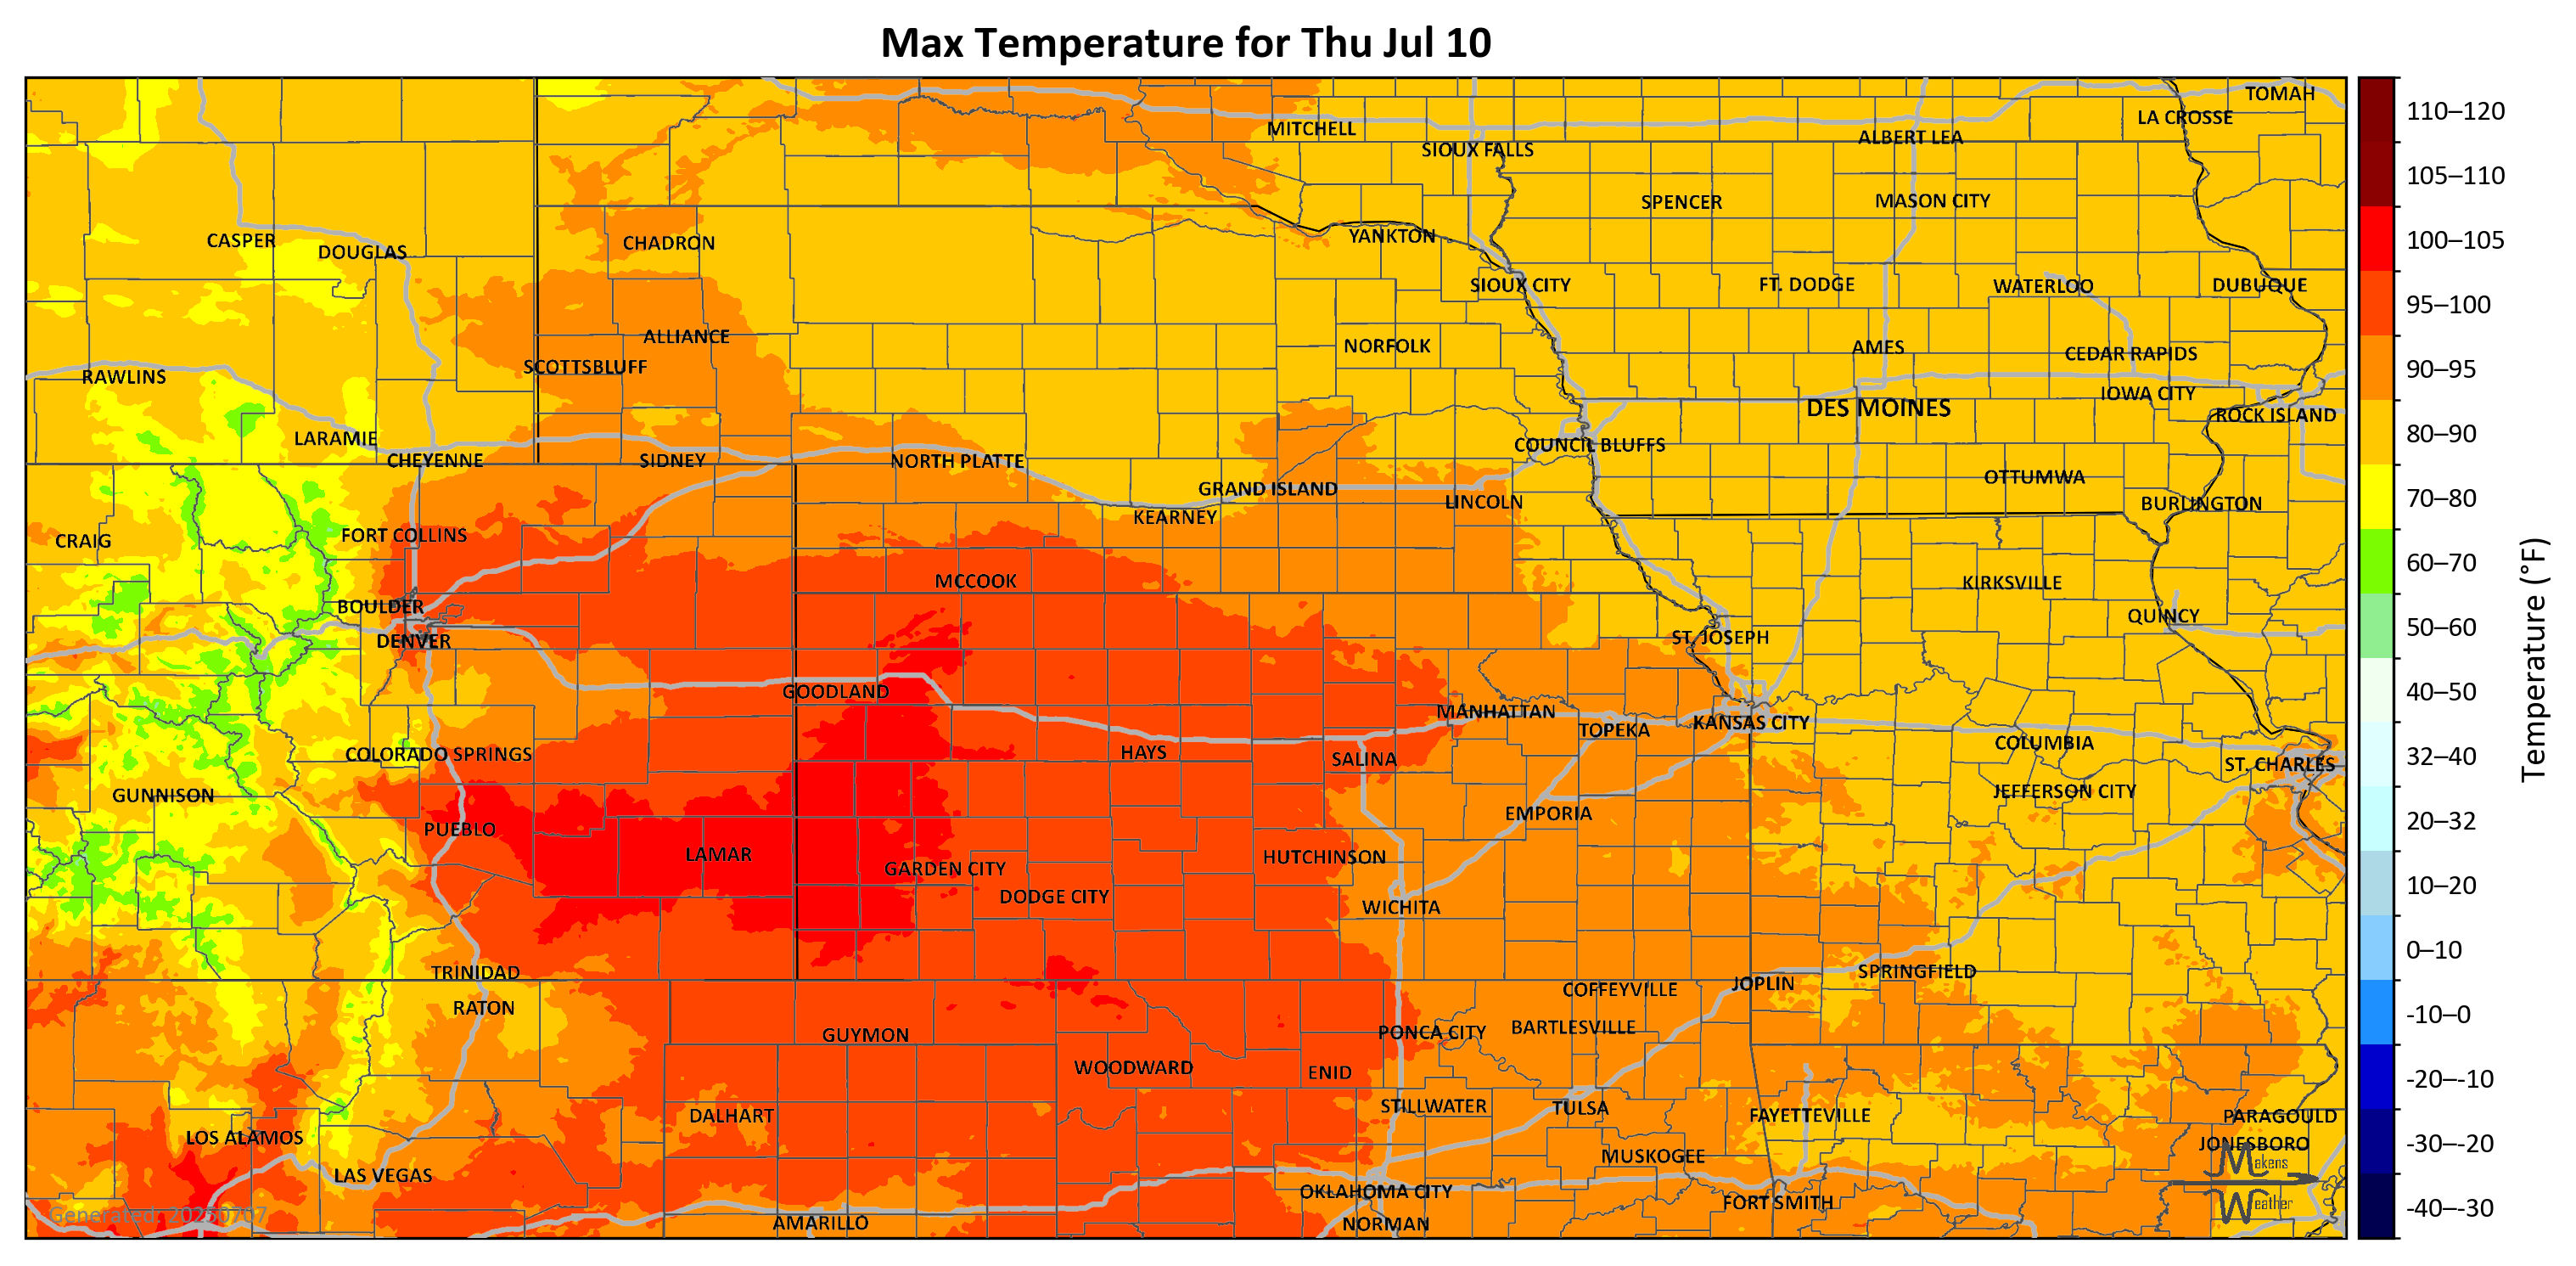 Max Temperature for Thu Jul 10
TOMAH
LA CROSSE
MITCHELL
ALBERT LEA
SIOUX FALLS
SPENCER
MASON CITY
CASPER
DOUGLAS
CHADRON
YANKTON
SIOUX CITY
FT. DODGE
WATERLOO
DUBUQUE
ALLIANCE
NORFOLK
AMES
CEDAR RAPIDS
SCOTTSBLUFF
RAWLINS
IOWA CITY
DES MOINES
ROCK ISLAND
LARAMIE
COUNCIL BLUFFS
CHEYENNE
SIDNEY
NORTH PLATTE
OTTUMWA
GRAND ISLAND
LINCOLN
BURLINGTON
KEARNEY
FORT COLLINS
CRAIG
MCCOOK
KIRKSVILLE
BOULDER
QUINCY
DENVER
ST. JOSEPH
GOODLAND
MANHATTAN
TOPEKA
KANSAS CITY
COLUMBIA
COLORADO SPRINGS
HAYS
SALINA
ST. CHARLES
GUNNISON
JEFFERSON CITY
EMPORIA
PUEBLO
LAMAR
HUTCHINSON
GARDEN CITY
DODGE CITY
WICHITA
TRINIDAD
SPRINGFIELD
JOPLIN
COFFEYVILLE
RATON
BARTLESVILLE
GUYMON
PONCA CITY
WOODWARD
ENID
STILLWATER
TULSA
DALHART
FAYETTEVILLE
PARAGOULD
LOS ALAMOS
JONESBORO
MUSKOGEE
LAS VEGAS
OKLAHOMA CITY
FORT SMITH
AMARILLO
NORMAN
Generated: 20250707
Makens
Weather
110–120
105–110
100–105
95–100
90–95
80–90
70–80
60–70
50–60
40–50
32–40
20–32
10–20
0–10
-10–0
-20–-10
-30–-20
-40–-30
Temperature (°F)